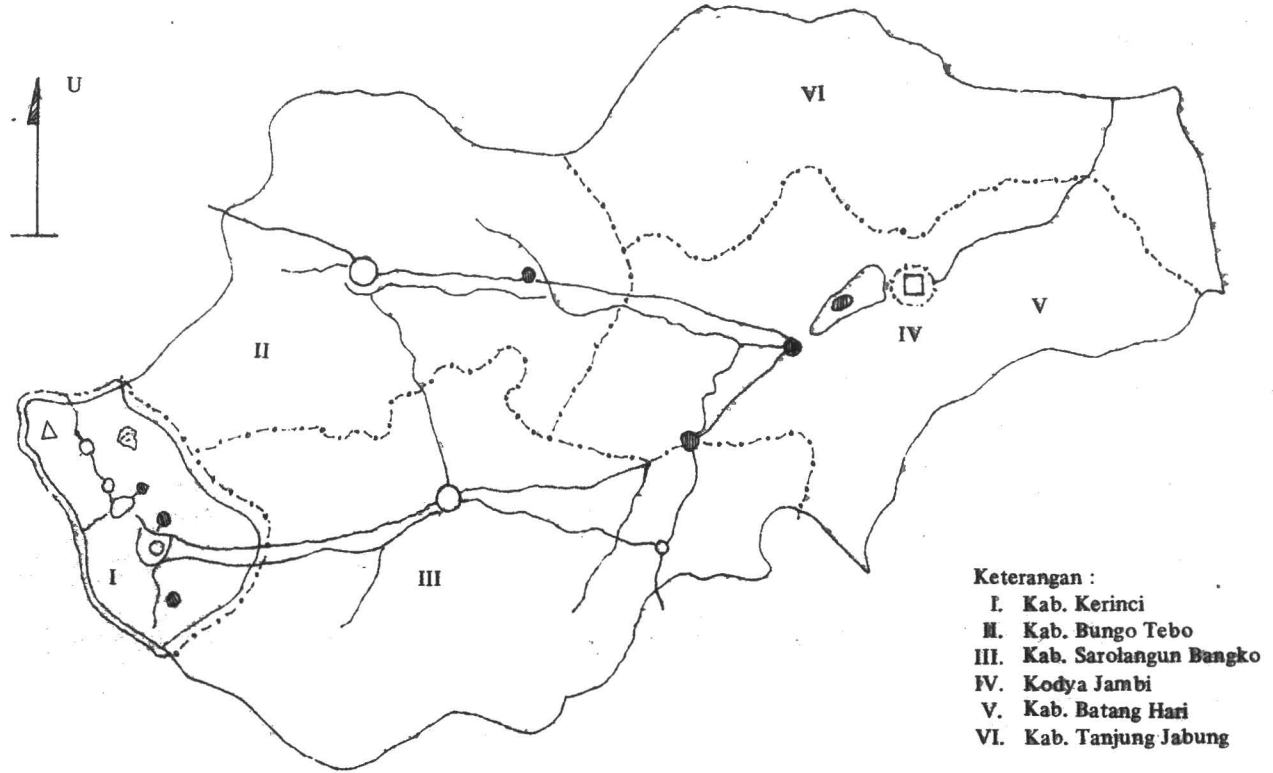 U
VI
V
IV
II
I
III
Keterangan :
I. Kab. Kerinci
II. Kab. Bungo Tebo
III. Kab. Sarolangun Bangko
IV. Kodya Jambi
V. Kab. Batang Hari
VI. Kab. Tanjung Jabung